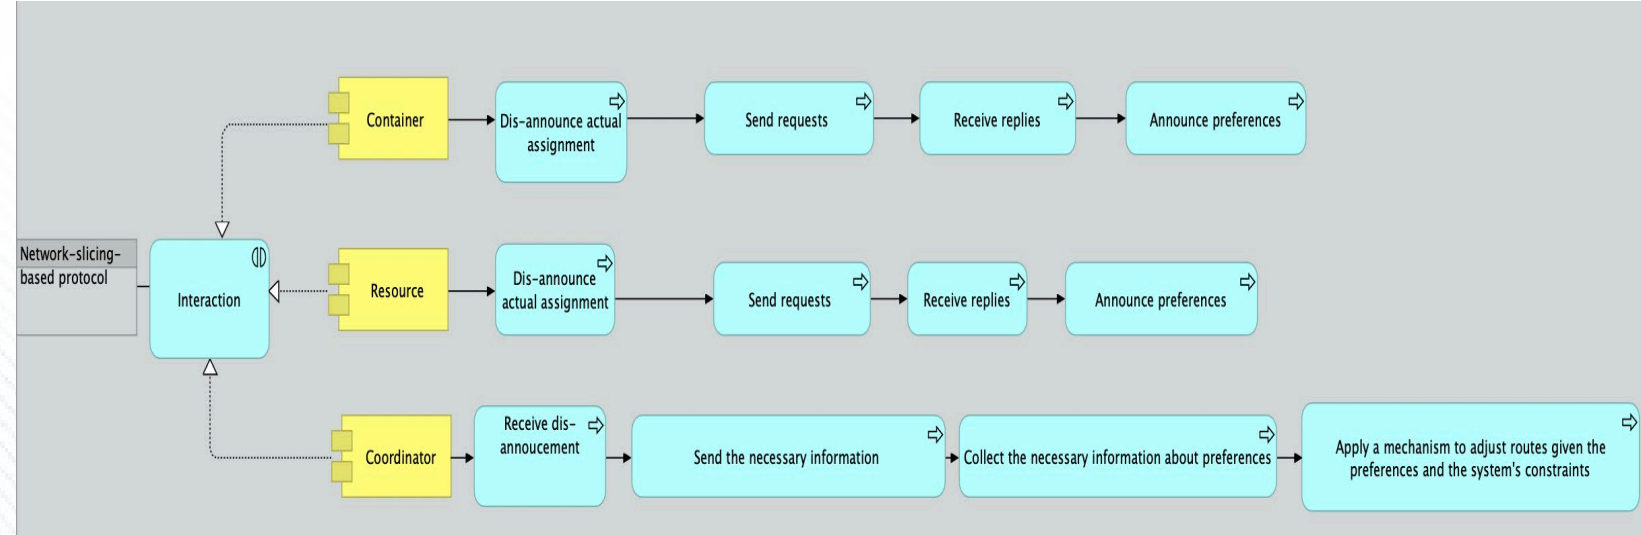 Container
Dis-announce actual
assignment
Send requests
Receive replies
Announce preferences
Network-slicing-
based protocol
Interaction
Resource
Dis-announce
actual assignment
Send requests
Receive replies
Announce preferences
Coordinator
Receive dis-
annoucement
Send the necessary information
Collect the necessary information about preferences
Apply a mechanism to adjust routes given the
preferences and the system's constraints